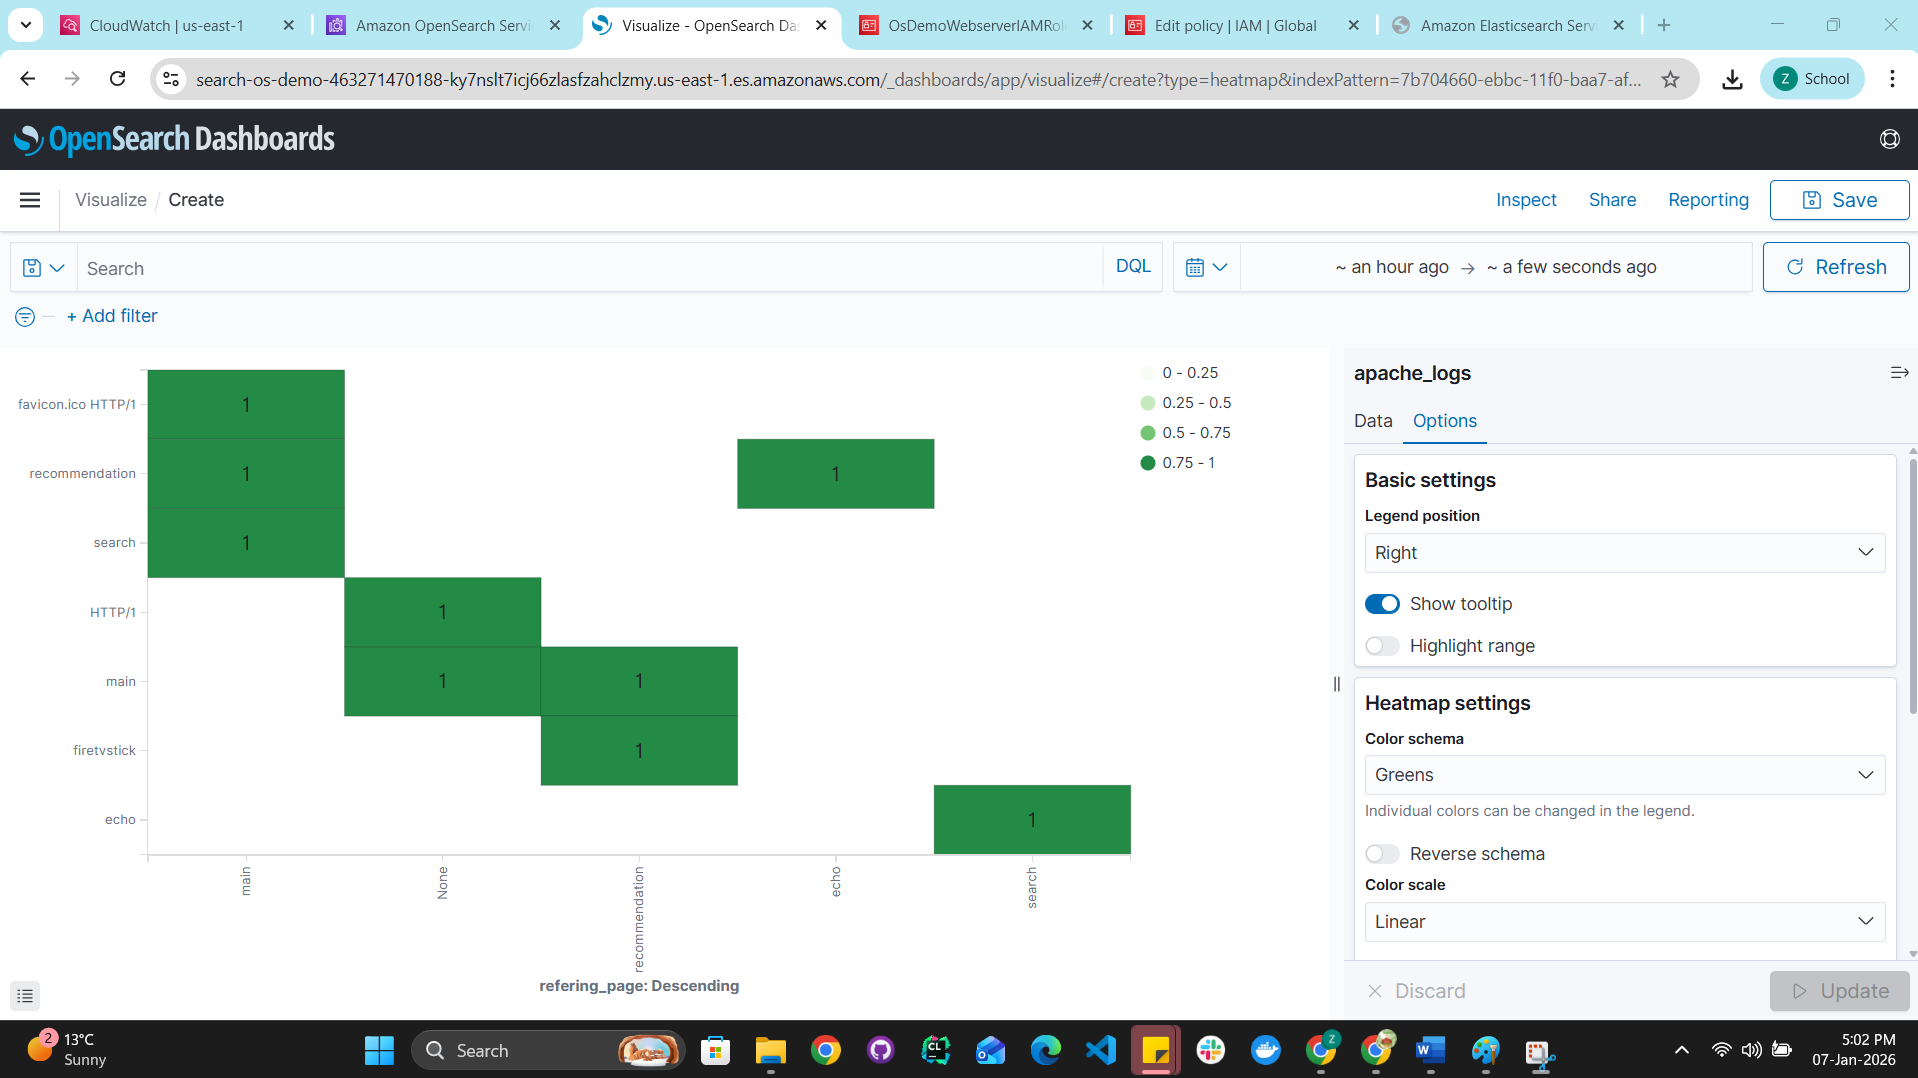 CloudWatch | us-east-1
Amazon OpenSearch Servi
Visualize - OpenSearch Das
OsDemoWebserverIAMRol
Edit policy | IAM | Global
Amazon Elasticsearch Serv
search-os-demo-463271470188-ky7nslt7icj66zlasfzahclzmy.us-east-1.es.amazonaws.com/_dashboards/app/visualize#/create?type=heatmap&indexPattern=7b704660-ebbc-11f0-baa7-af...
Z School
OpenSearch Dashboards
Visualize / Create
Inspect
Share
Reporting
Save
Search
DQL
~ an hour ago → ~ a few seconds ago
Refresh
+ Add filter
favicon.ico HTTP/1
recommendation
search
HTTP/1
main
firetvstick
echo
1
1
1
1
1
1
1
1
1
main
None
recommendation
echo
search
refering_page: Descending
0 - 0.25
0.25 - 0.5
0.5 - 0.75
0.75 - 1
apache_logs
Data
Options
Basic settings
Legend position
Right
Show tooltip
Highlight range
Heatmap settings
Color schema
Greens
Individual colors can be changed in the legend.
Reverse schema
Color scale
Linear
Discard
Update
2
13°C
Sunny
Search
5:02 PM
07-Jan-2026